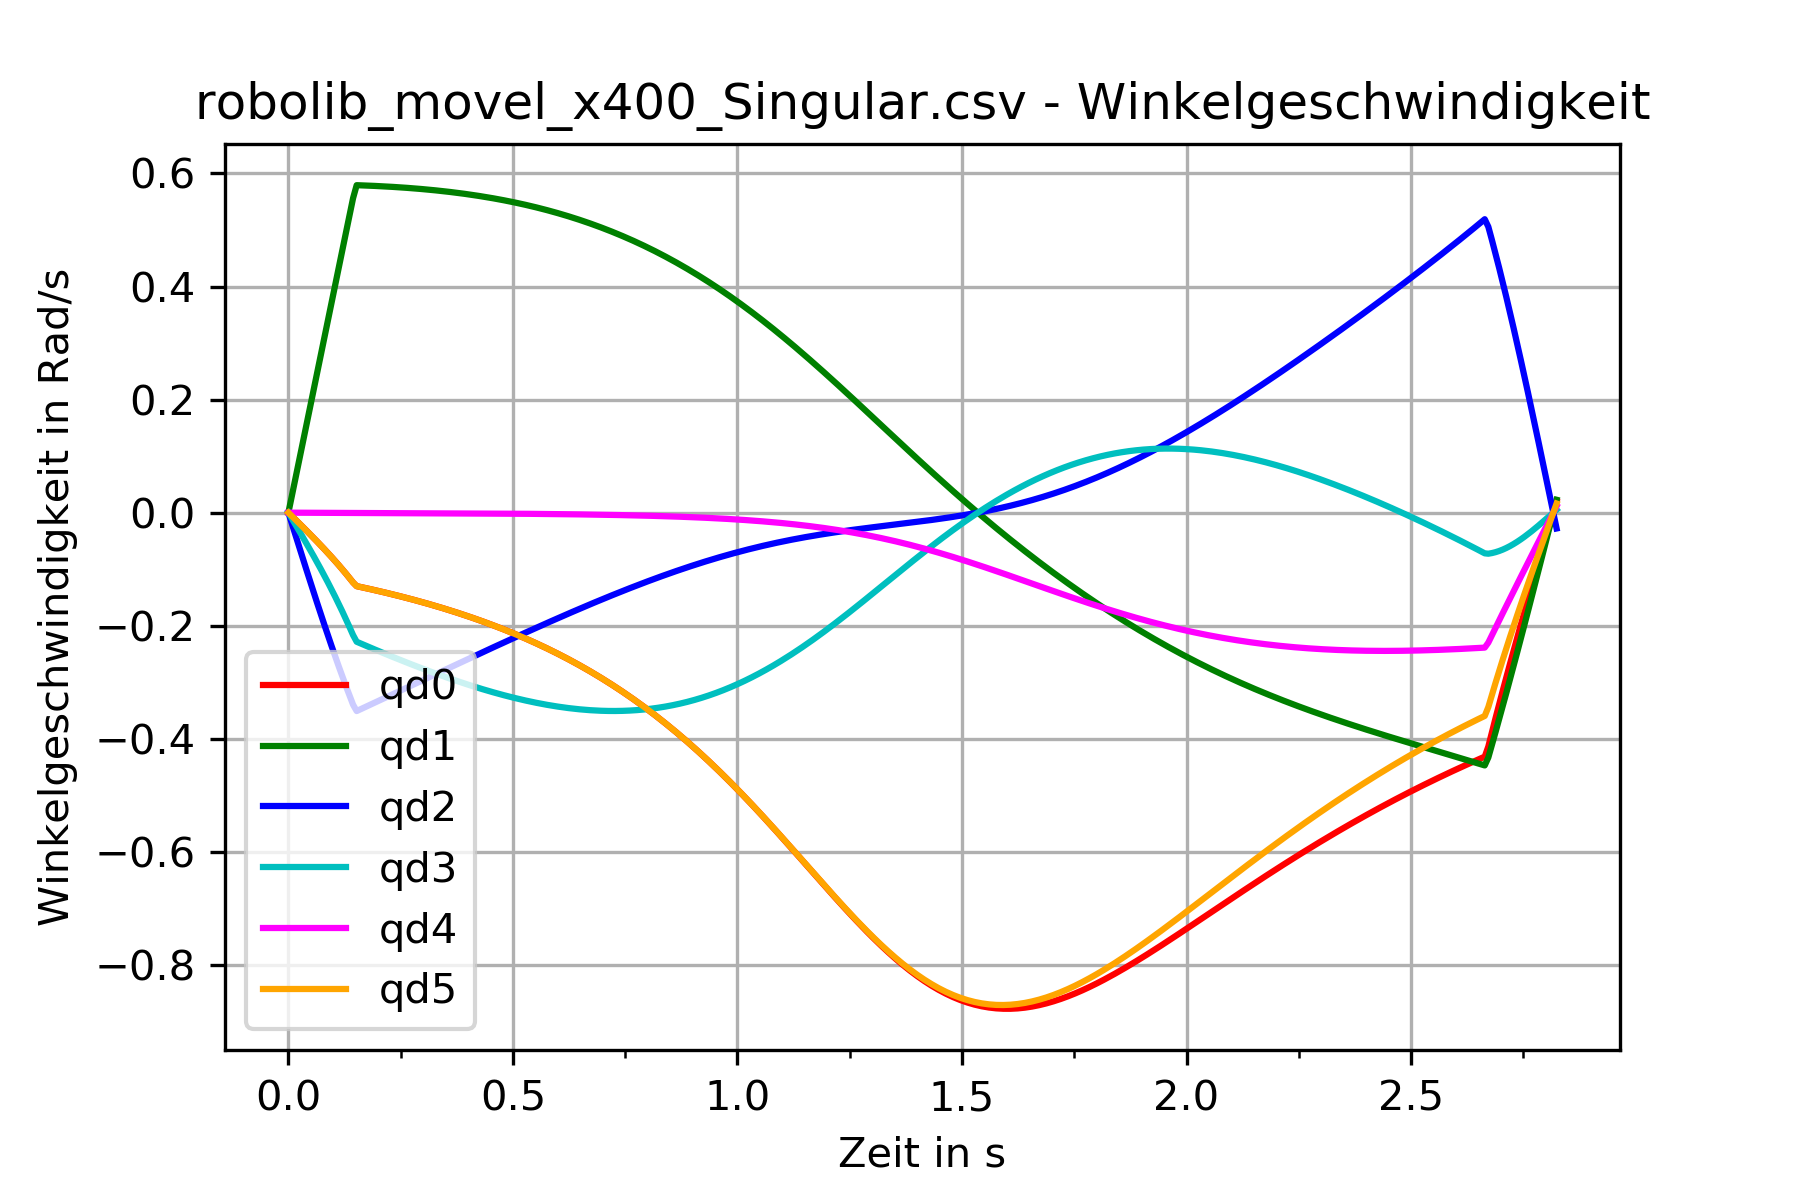 robolib_movel_x400_Singular.csv - Winkelgeschwindigkeit
Winkelgeschwindigkeit in Rad/s
0.6
0.4
0.2
0.0
−0.2
−0.4
−0.6
−0.8
qd0
qd1
qd2
qd3
qd4
qd5
0.0 0.5 1.0 1.5 2.0 2.5
Zeit in s